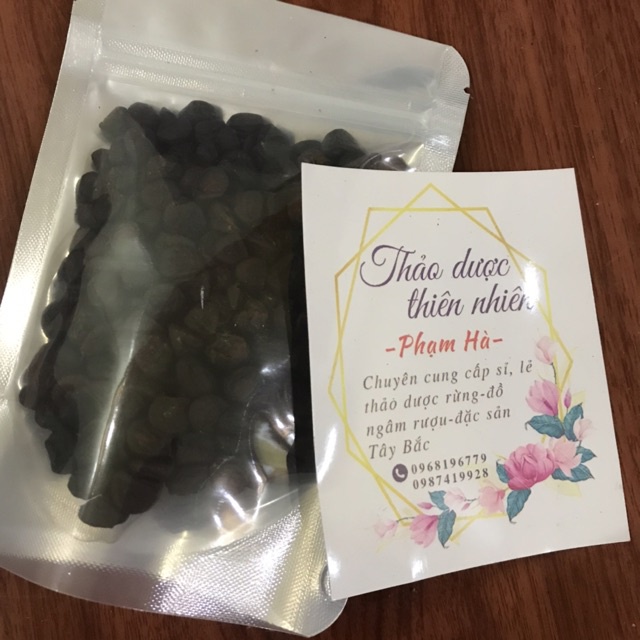 Thảo dược
thiên nhiên
-Phạm Hà-
Chuyên cung cấp sỉ, lẻ
thảo dược rừng-đồ
ngâm rượu-đặc sản
Tây Bắc
0968196779
0987419928